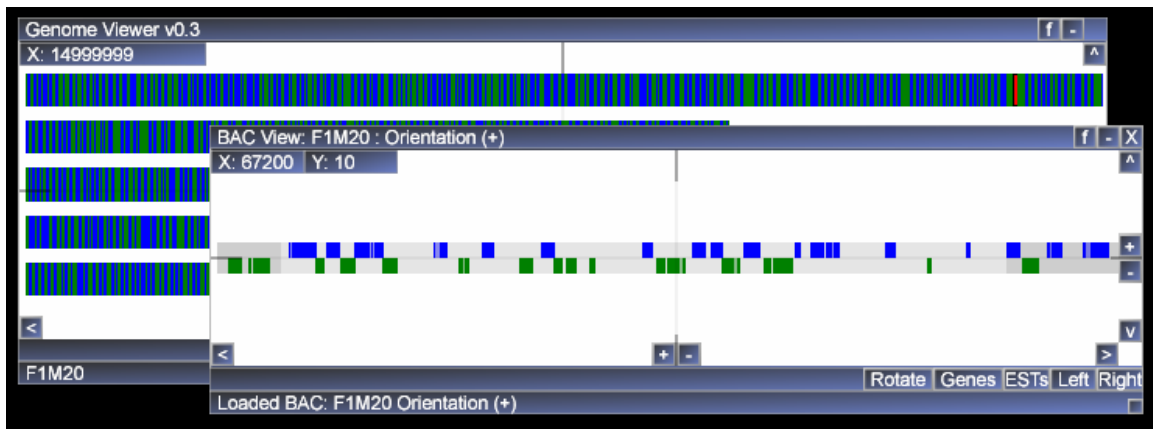 Genome Viewer v0.3 f -
X: 14999999 ^
BAC View: F1M20 : Orientation (+) f - X
X: 67200 Y: 10 ^
+
-
< v
< + - >
F1M20
Rotate Genes ESTs Left Right
Loaded BAC: F1M20 Orientation (+)